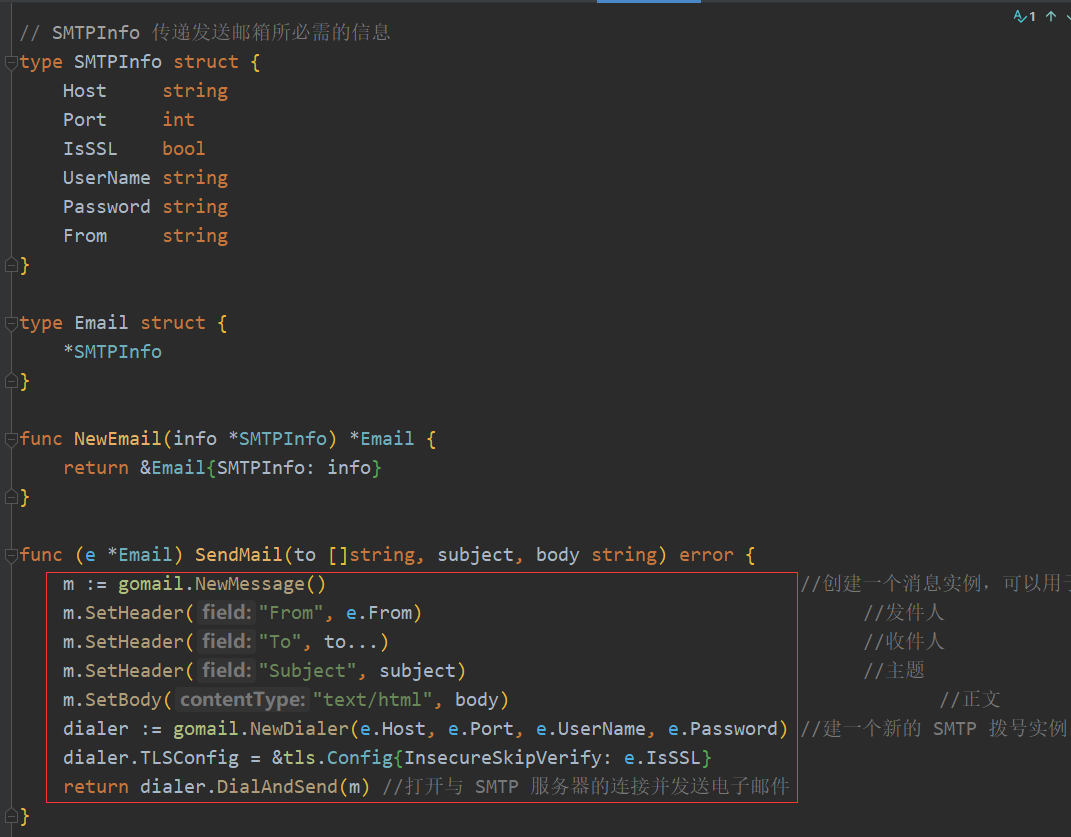 1
// SMTPInfo 传递发送邮箱所必需的信息
type SMTPInfo struct {
    Host     string
    Port     int
    IsSSL    bool
    UserName string
    Password string
    From     string
}
type Email struct {
    *SMTPInfo
}
func NewEmail(info *SMTPInfo) *Email {
    return &Email{SMTPInfo: info}
}
func (e *Email) SendMail(to []string, subject, body string) error {
    m := gomail.NewMessage() //创建一个消息实例，可以用
    m.SetHeader( field: "From", e.From) //发件人
    m.SetHeader( field: "To", to...) //收件人
    m.SetHeader( field: "Subject", subject) //主题
    m.SetBody( contentType: "text/html", body) //正文
    dialer := gomail.NewDialer(e.Host, e.Port, e.UserName, e.Password) //建一个新的 SMTP 拨号实例
    dialer.TLSConfig = &tls.Config{InsecureSkipVerify: e.IsSSL}
    return dialer.DialAndSend(m) //打开与 SMTP 服务器的连接并发送电子邮件
}